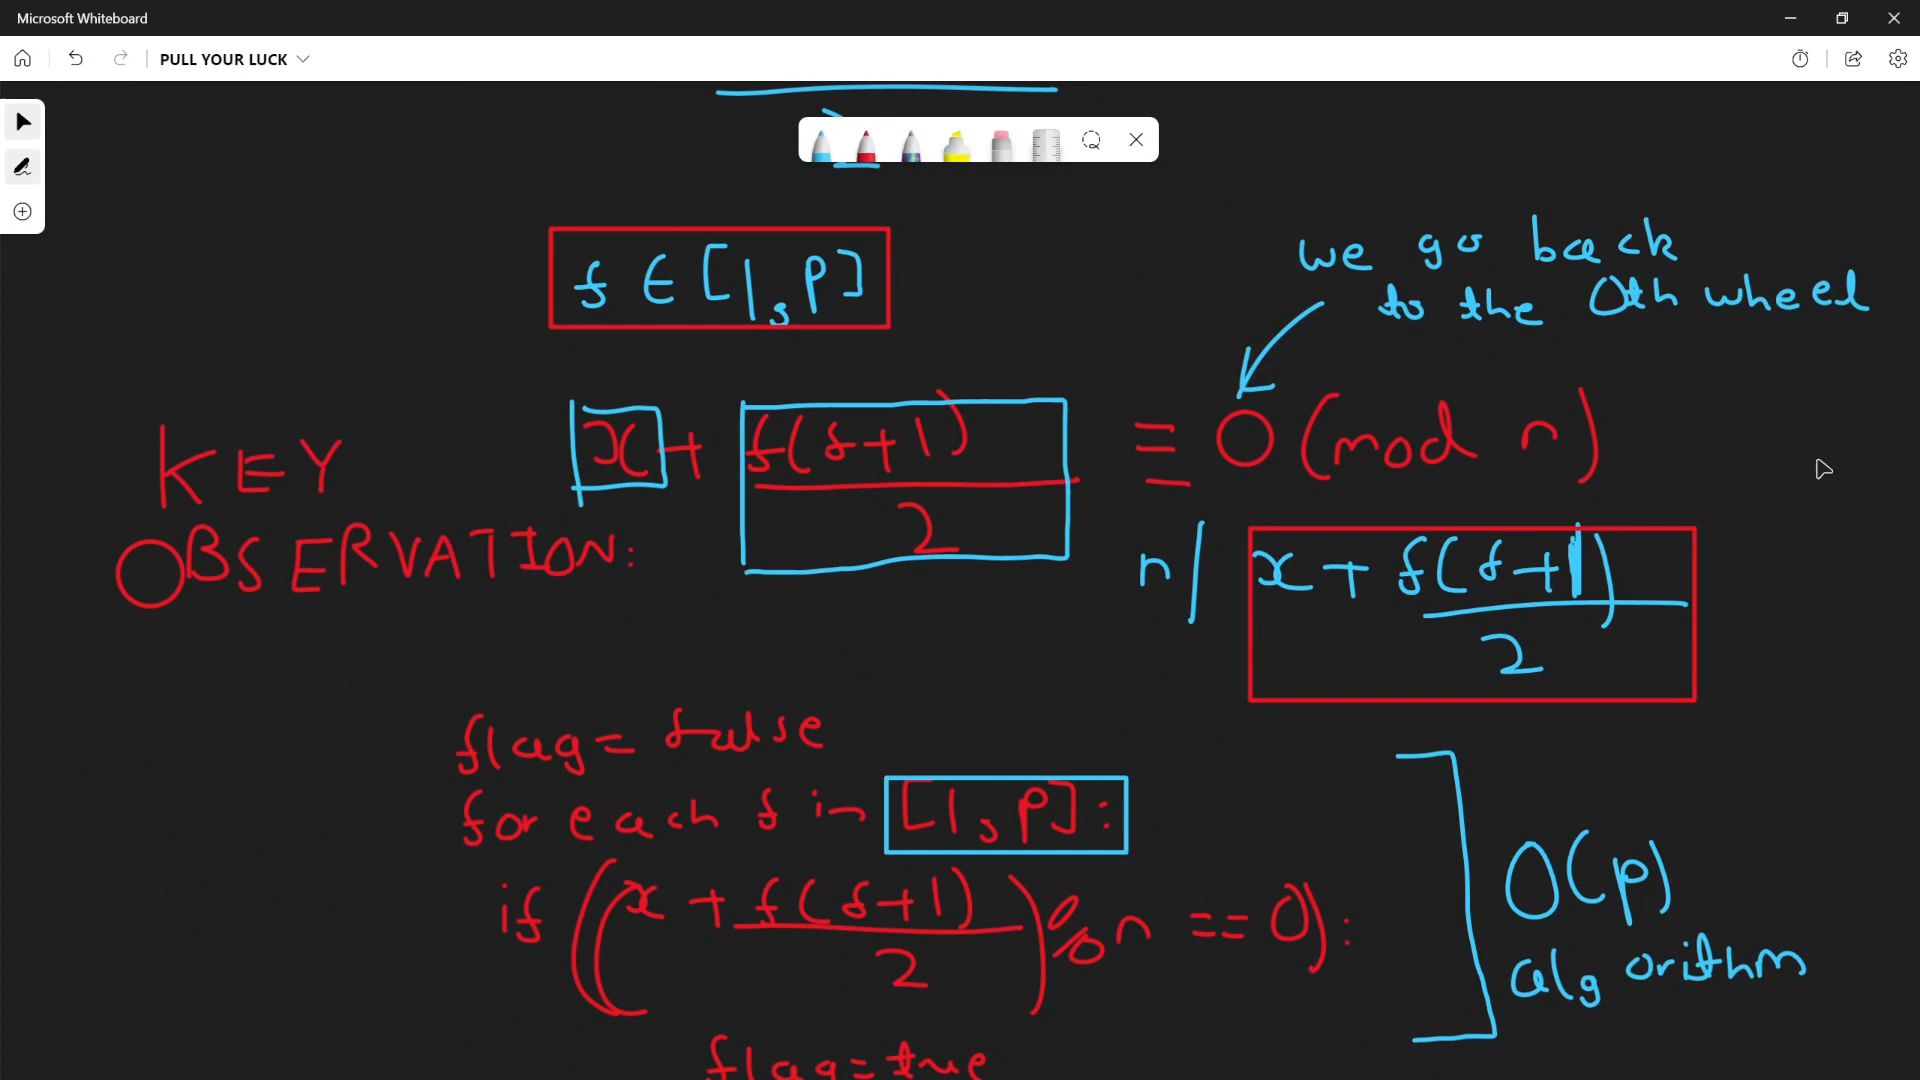 Microsoft Whiteboard
PULL YOUR LUCK
f ∈ [1, p]
we go back
to the 0th wheel
KEY
OBSERVATION:
x + f(f+1)/2 = 0 (mod n)
n | x + f(f+1)/2
flag = false
for each f in [1, p]:
if ((x + f(f+1)/2) % n == 0):
flag = true
O(p)
algorithm